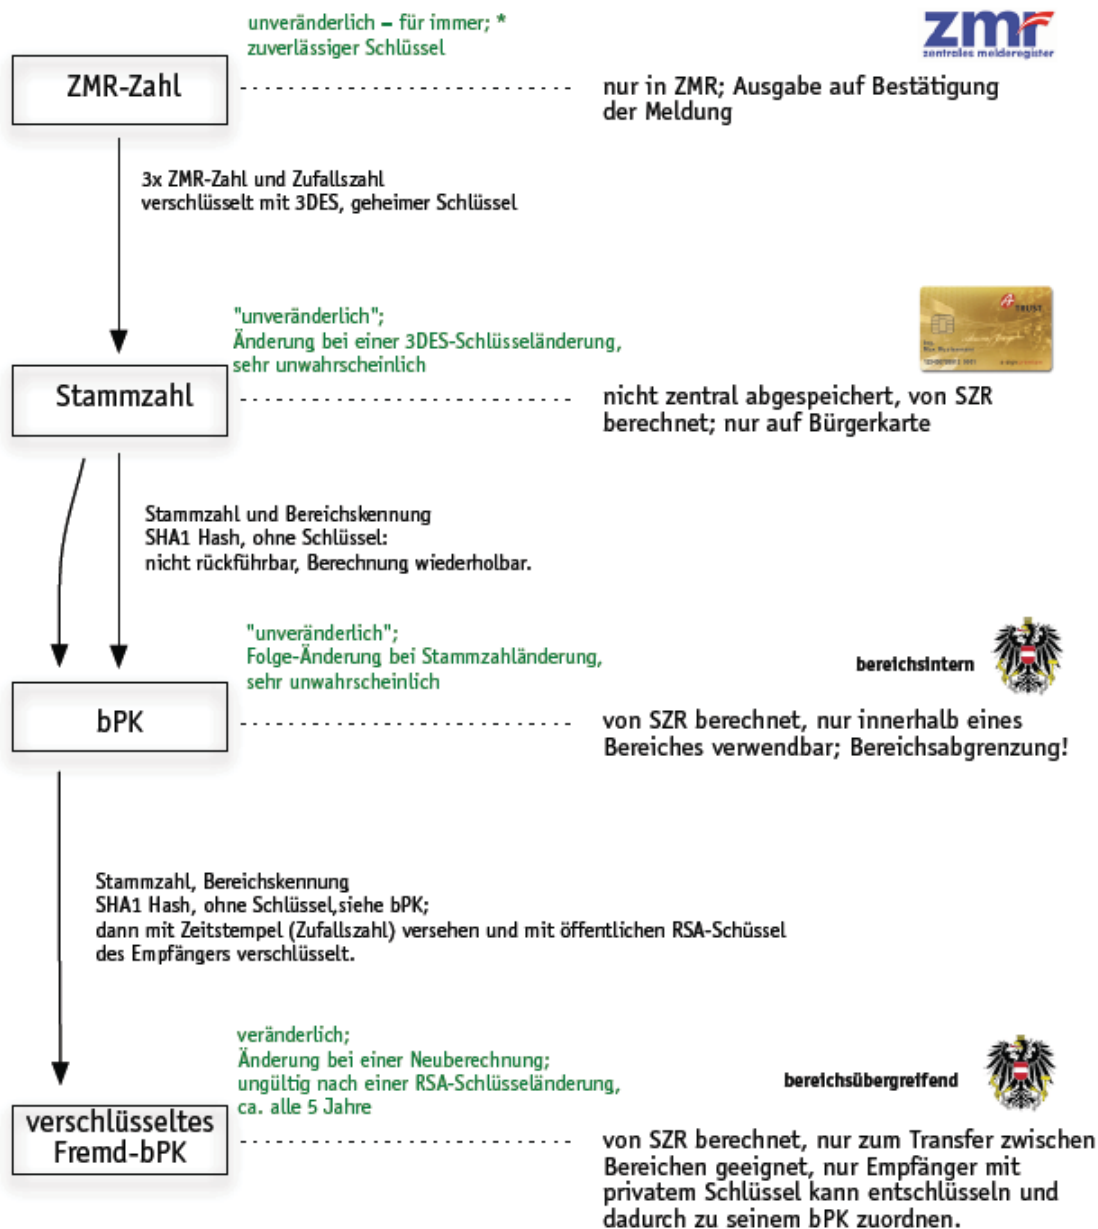 unveränderlich – für immer; *
zuverlässiger Schlüssel
zmr
zentrales melderegister
ZMR-Zahl
nur in ZMR; Ausgabe auf Bestätigung
der Meldung
3x ZMR-Zahl und Zufallszahl
verschlüsselt mit 3DES, geheimer Schlüssel
"unveränderlich";
Änderung bei einer 3DES-Schlüsseländerung,
sehr unwahrscheinlich
A
TRUST
Stammzahl
nicht zentral abgespeichert, von SZR
berechnet; nur auf Bürgerkarte
Stammzahl und Bereichskennung
SHA1 Hash, ohne Schlüssel:
nicht rückführbar, Berechnung wiederholbar.
"unveränderlich";
Folge-Änderung bei Stammzahländerung,
sehr unwahrscheinlich
bereichsintern
bPK
von SZR berechnet, nur innerhalb eines
Bereiches verwendbar; Bereichsabgrenzung!
Stammzahl, Bereichskennung
SHA1 Hash, ohne Schlüssel,siehe bPK;
dann mit Zeitstempel (Zufallszahl) versehen und mit öffentlichen RSA-Schüssel
des Empfängers verschlüsselt.
veränderlich;
Änderung bei einer Neuberechnung;
ungültig nach einer RSA-Schlüsseländerung,
ca. alle 5 Jahre
bereichsübergreifend
verschlüsseltes
Fremd-bPK
von SZR berechnet, nur zum Transfer zwischen
Bereichen geeignet, nur Empfänger mit
privatem Schlüssel kann entschlüsseln und
dadurch zu seinem bPK zuordnen.